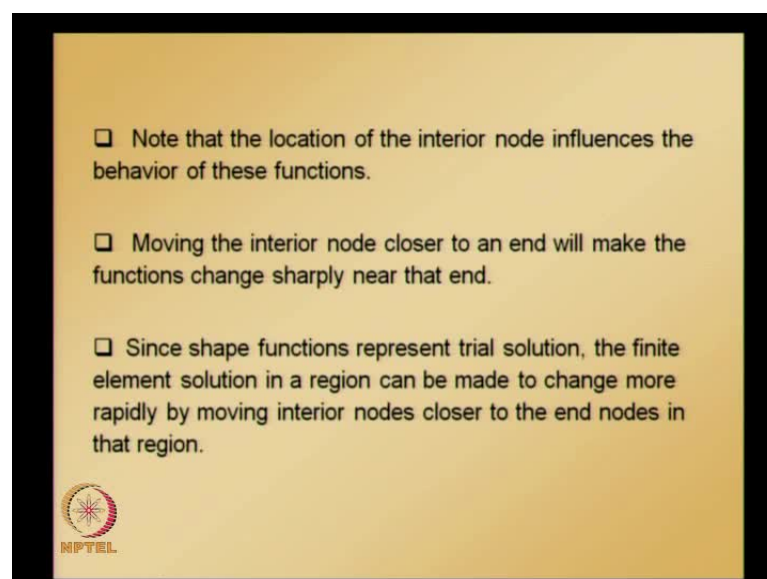 ❑ Note that the location of the interior node influences the
behavior of these functions.
❑ Moving the interior node closer to an end will make the
functions change sharply near that end.
❑ Since shape functions represent trial solution, the finite
element solution in a region can be made to change more
rapidly by moving interior nodes closer to the end nodes in
that region.
NPTEL